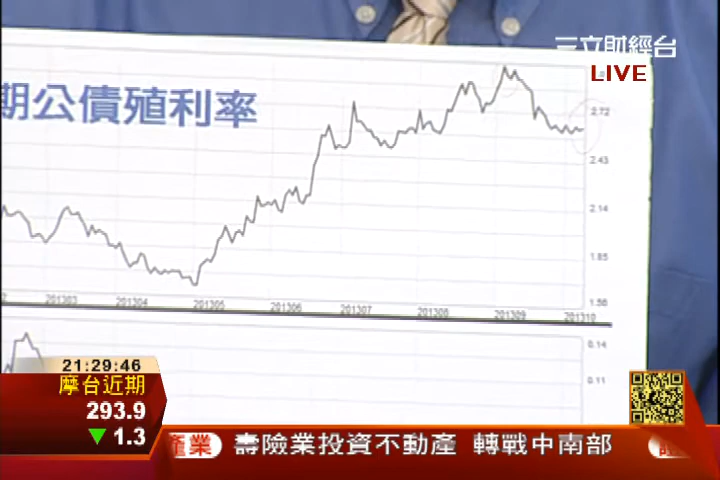 三立財經台
LIVE
期公債殖利率
2.72
2.43
2.14
1.85
1.56
201303 201304 201305 201306 201307 201308 201309 201310
0.14
0.11
21:29:46
摩台近期
293.9
▼ 1.3
產業 壽險業投資不動產 轉戰中南部